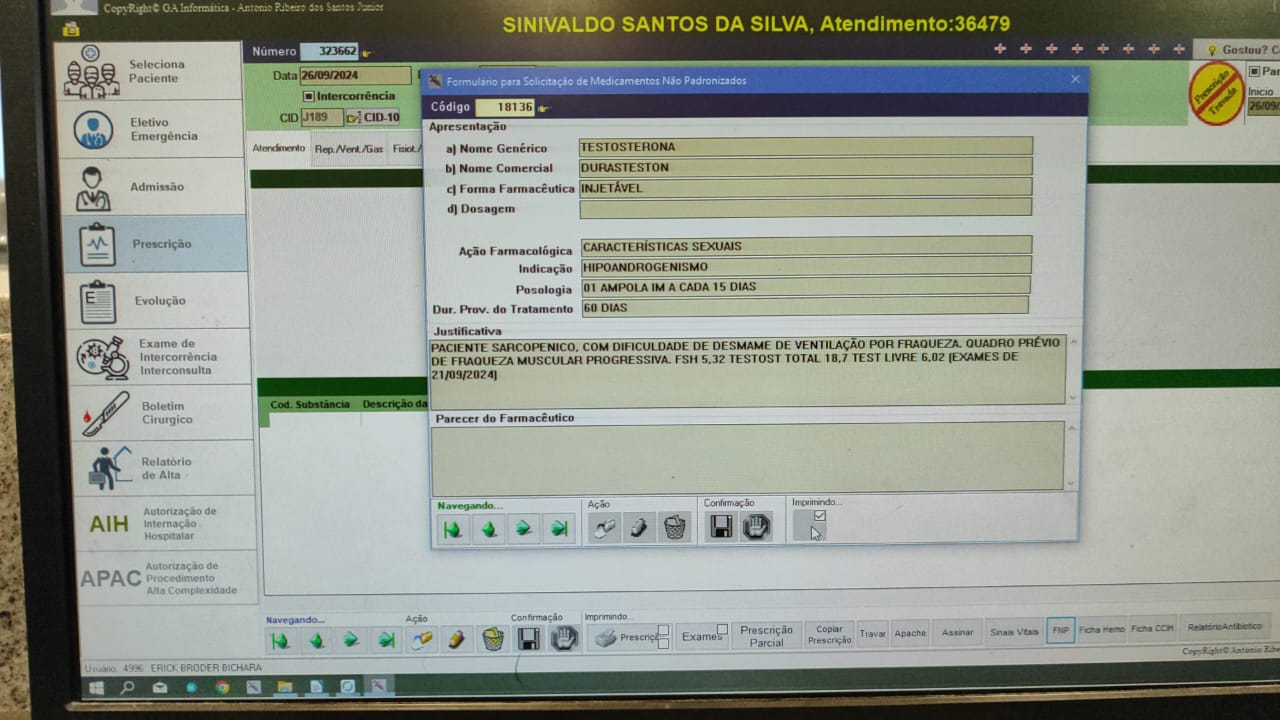 CopyRight© GA Informática - Antonio Ribeiro dos Santos Junior
SINIVALDO SANTOS DA SILVA, Atendimento:36479
Seleciona
Paciente
Eletivo
Emergência
Admissão
Prescrição
Evolução
Exame de
Intercorrência
Interconsulta
Boletim
Cirurgico
Relatório
de Alta
AIH
Autorização de
Internação
Hospitalar
APAC
Autorização de
Procedimento
Alta Complexidade
Número 323662
Gostou?
Data 26/09/2024
Intercorrência
CID J189 CID-10
Prescrição
Travada
Inicio
26/09/
Atendimento Rep./Vent./Gas
Cod. Substância Descrição da
Formulário para Solicitação de Medicamentos Não Padronizados
Código 18136
Apresentação
a) Nome Genérico TESTOSTERONA
b) Nome Comercial DURASTESTON
c) Forma Farmacêutica INJETÁVEL
d) Dosagem
Ação Farmacológica CARACTERÍSTICAS SEXUAIS
Indicação HIPOANDROGENISMO
Posologia 01 AMPOLA IM A CADA 15 DIAS
Dur. Prov. do Tratamento 60 DIAS
Justificativa
PACIENTE SARCOPENICO, COM DIFICULDADE DE DESMAME DE VENTILAÇÃO POR FRAQUEZA. QUADRO PRÉVIO
DE FRAQUEZA MUSCULAR PROGRESSIVA. FSH 5,32 TESTOST TOTAL 18,7 TEST LIVRE 6,02 (EXAMES DE
21/09/2024)
Parecer do Farmacêutico
Navegando... Ação Confirmação Imprimindo...
Navegando... Ação Confirmação Imprimindo...
Prescrição Exames Prescrição
Parcial
Copiar
Prescrição
Travar Apache Assinar Sinais Vitais FNP Ficha Hemo Ficha CCIH RelatórioAntibiotico
CopyRight© Antonio Ribe
Usuário: 4996 ERICK BRODER BICHARA